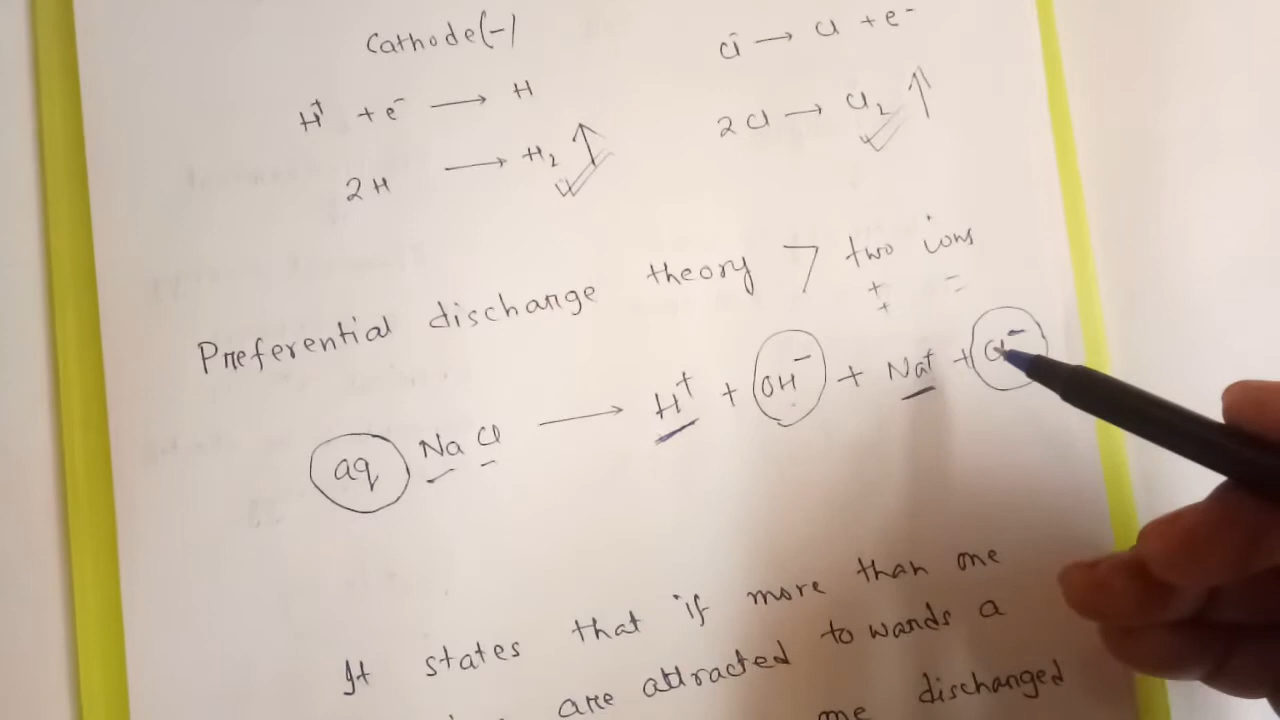 Cathode(-)
Cl⁻ → Cl + e⁻
H⁺ + e⁻ → H
2Cl → Cl₂ ↑
2H → H₂ ↑
Preferential discharge theory > two ions
+ -
+ -
aq NaCl → H⁺ + OH⁻ + Na⁺ + Cl⁻
It states that if more than one
are attracted towards a
me discharged